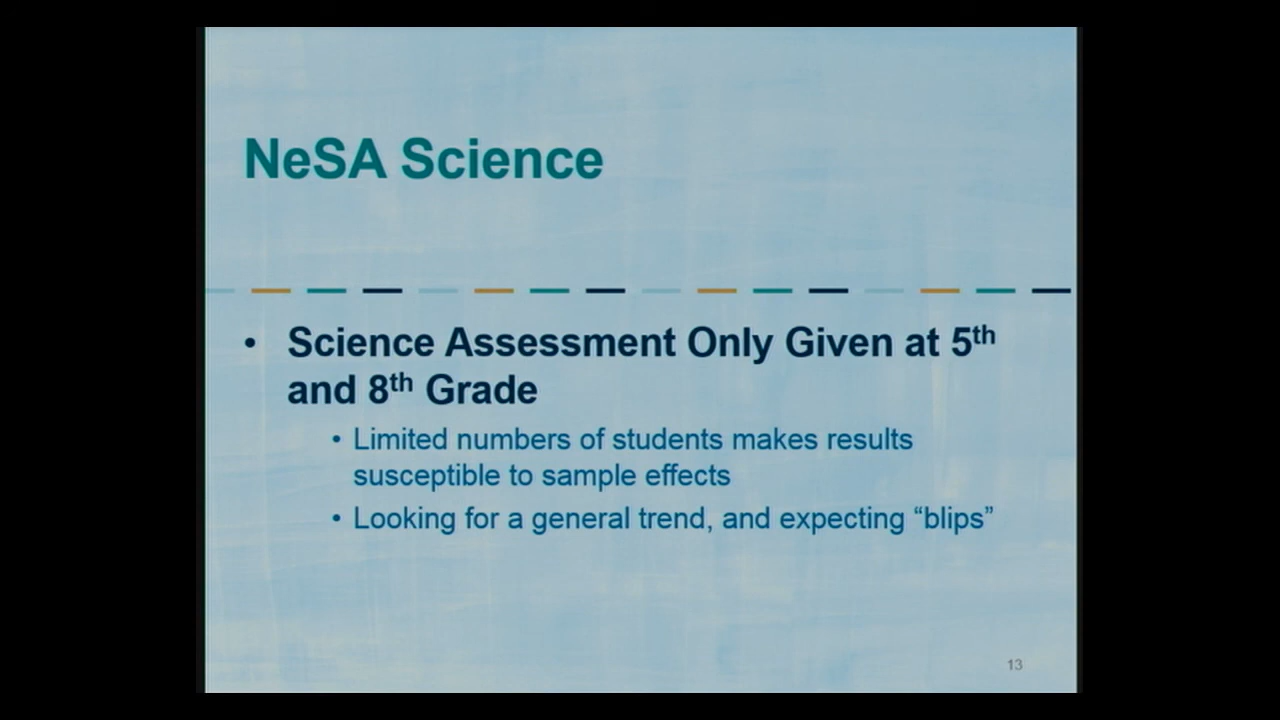 NeSA Science
• Science Assessment Only Given at 5th
and 8th Grade
• Limited numbers of students makes results
susceptible to sample effects
• Looking for a general trend, and expecting “blips”
13